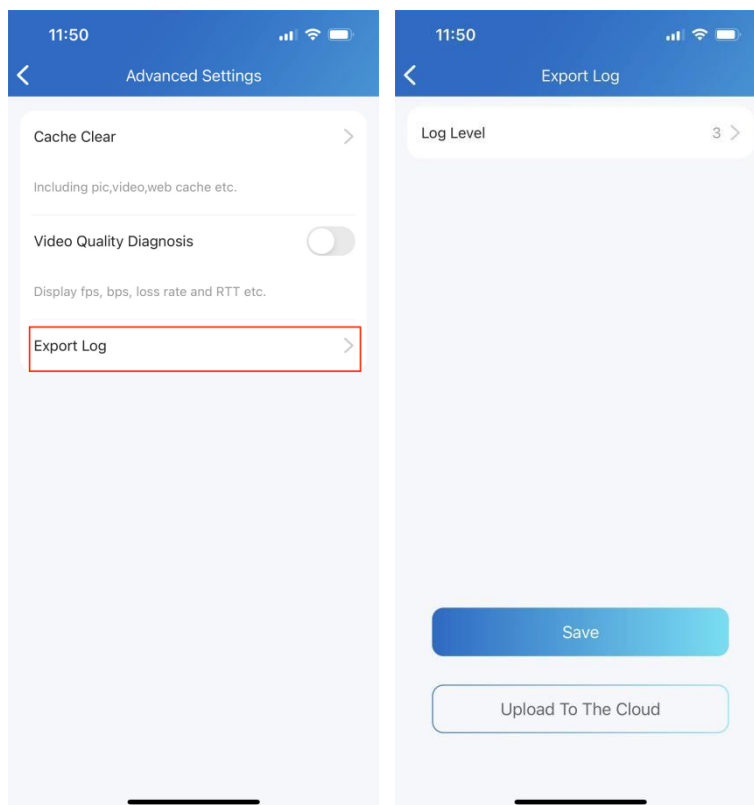 11:50
Advanced Settings
Cache Clear
Including pic,video,web cache etc.
Video Quality Diagnosis
Display fps, bps, loss rate and RTT etc.
Export Log
11:50
Export Log
Log Level 3
Save
Upload To The Cloud